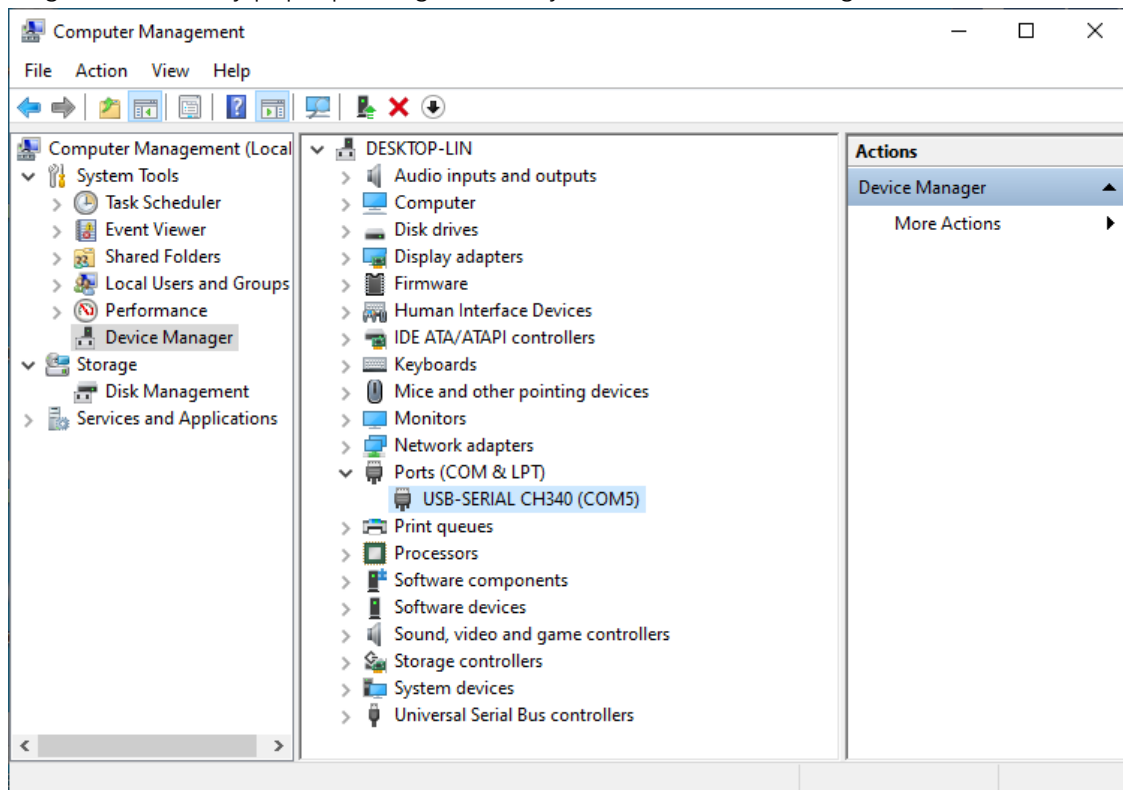 Computer Management
File Action View Help
Computer Management (Local
System Tools
Task Scheduler
Event Viewer
Shared Folders
Local Users and Groups
Performance
Device Manager
Storage
Disk Management
Services and Applications
DESKTOP-LIN
Audio inputs and outputs
Computer
Disk drives
Display adapters
Firmware
Human Interface Devices
IDE ATA/ATAPI controllers
Keyboards
Mice and other pointing devices
Monitors
Network adapters
Ports (COM & LPT)
USB-SERIAL CH340 (COM5)
Print queues
Processors
Software components
Software devices
Sound, video and game controllers
Storage controllers
System devices
Universal Serial Bus controllers
Actions
Device Manager
More Actions